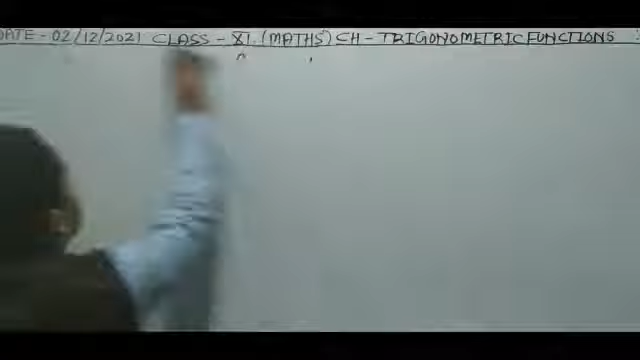 DATE - 02/12/2021 CLASS - XI (MATHS) CH - TRIGONOMETRIC FUNCTIONS